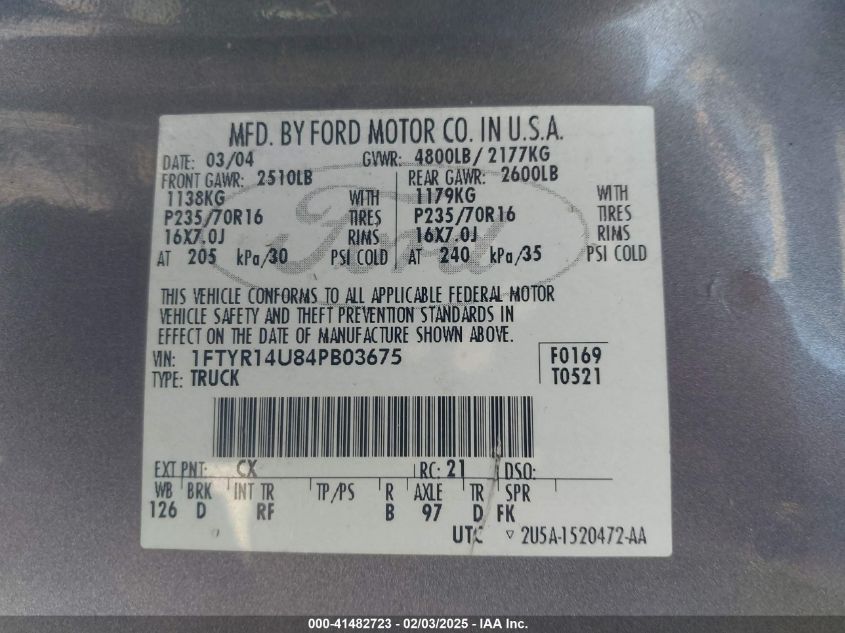 MFD. BY FORD MOTOR CO. IN U.S.A.
DATE: 03/04 GVWR: 4800LB/ 2177KG
FRONT GAWR: 2510LB REAR GAWR: 2600LB
1138KG WITH 1179KG WITH
P235/70R16 TIRES P235/70R16 TIRES
16X7.0J RIMS 16X7.0J RIMS
AT 205 kPa/30 PSI COLD AT 240 kPa/35 PSI COLD
Ford
THIS VEHICLE CONFORMS TO ALL APPLICABLE FEDERAL MOTOR
VEHICLE SAFETY AND THEFT PREVENTION STANDARDS IN
EFFECT ON THE DATE OF MANUFACTURE SHOWN ABOVE.
VIN: 1FTYR14U84PB03675 F0169
TYPE: TRUCK T0521
EXT PNT: CX RC: 21 DSO:
WB BRK INT TR TP/PS R AXLE TR SPR
126 D RF B 97 D FK
UTC ▽ 2U5A-1520472-AA
000-41482723 - 02/03/2025 - IAA Inc.